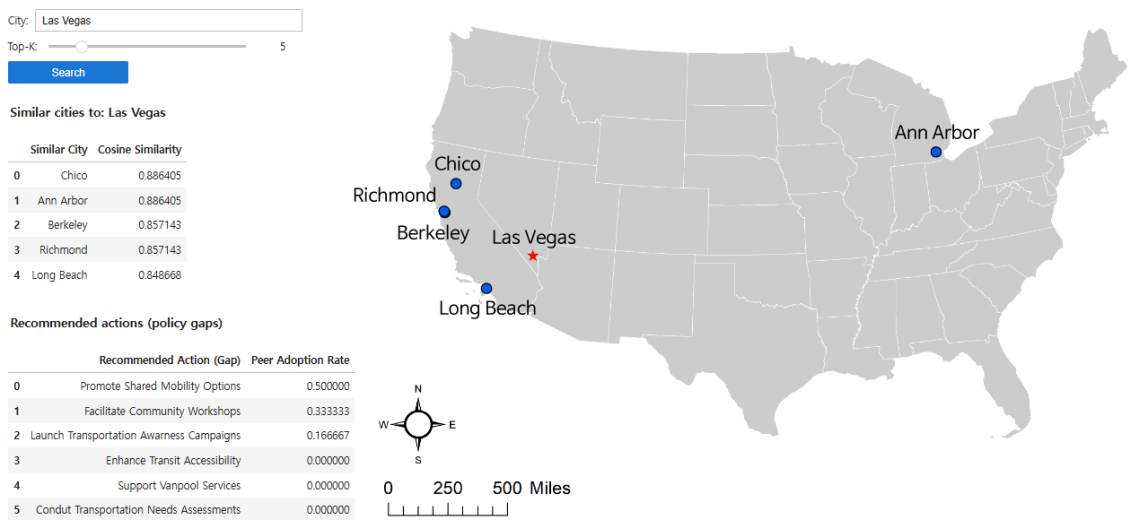 City: Las Vegas
Top-K: 5
Search
Similar cities to: Las Vegas
Similar City Cosine Similarity
0 Chico 0.886405
1 Ann Arbor 0.886405
2 Berkeley 0.857143
3 Richmond 0.857143
4 Long Beach 0.848668
Recommended actions (policy gaps)
Recommended Action (Gap) Peer Adoption Rate
0 Promote Shared Mobility Options 0.500000
1 Facilitate Community Workshops 0.333333
2 Launch Transportation Awarness Campaigns 0.166667
3 Enhance Transit Accessibility 0.000000
4 Support Vanpool Services 0.000000
5 Condut Transportation Needs Assessments 0.000000
Ann Arbor
Chico
Richmond
Berkeley
Las Vegas
Long Beach
N
W E
S
0 250 500 Miles